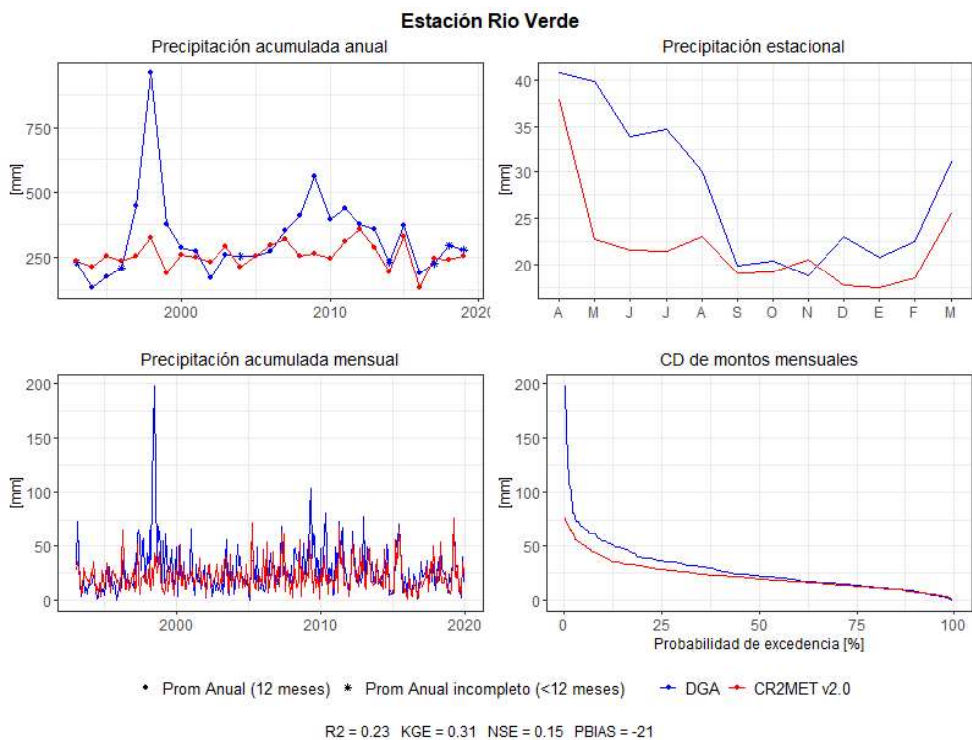 Estación Rio Verde
Precipitación acumulada anual
[mm]
750
500
250
2000
2010
2020
Precipitación estacional
[mm]
40
35
30
25
20
A M J J A S O N D E F M
Precipitación acumulada mensual
[mm]
200
150
100
50
0
2000
2010
2020
CD de montos mensuales
[mm]
200
150
100
50
0
0
25
50
75
100
Probabilidad de excedencia [%]
Prom Anual (12 meses) Prom Anual incompleto (<12 meses) DGA CR2MET v2.0
R2 = 0.23 KGE = 0.31 NSE = 0.15 PBIAS = -21